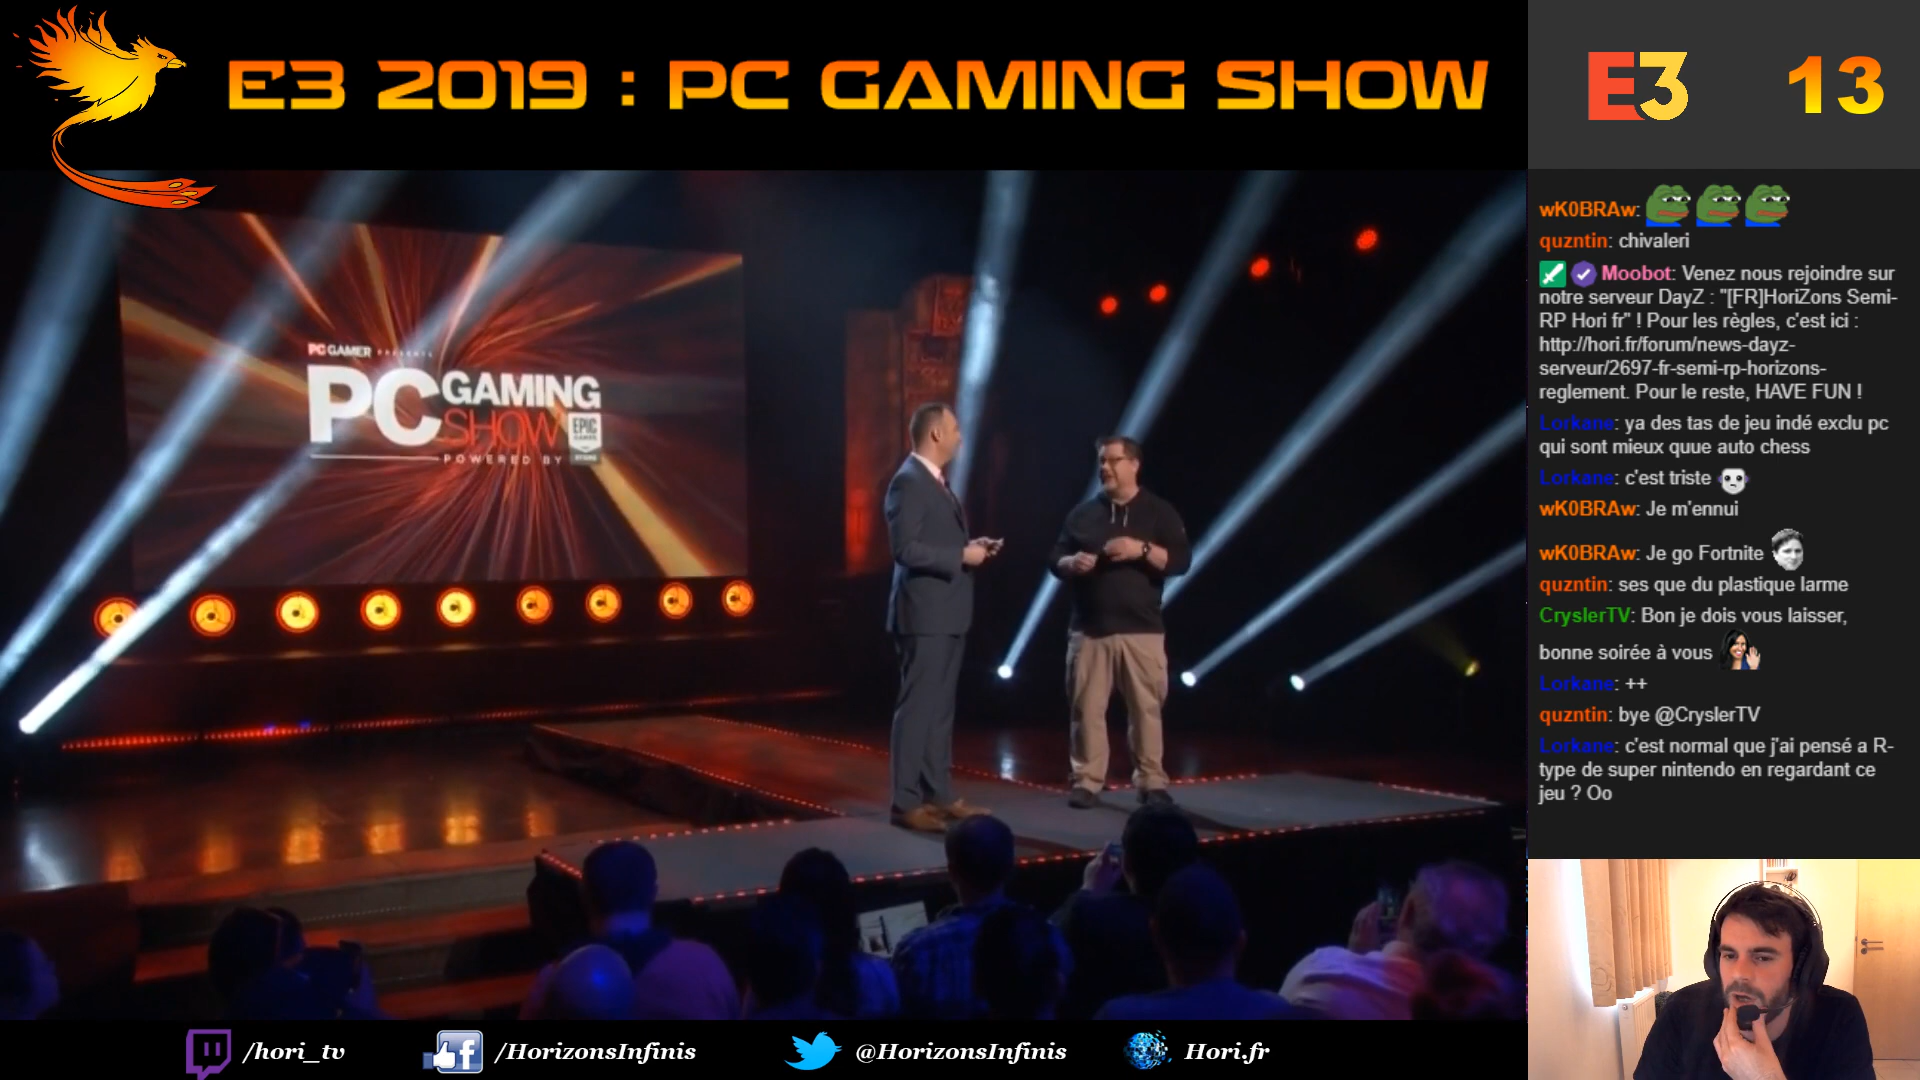 E3 2019 : PC GAMING SHOW
E3
13
PC GAMER PRESENTS
PC GAMING
SHOW
POWERED BY
EPIC
GAMES
STORE
wK0BRAw:
quzntin: chivaleri
Moobot: Venez nous rejoindre sur
notre serveur DayZ : "[FR]HoriZons Semi-
RP Hori fr" ! Pour les règles, c'est ici :
http://hori.fr/forum/news-dayz-
serveur/2697-fr-semi-rp-horizons-
reglement. Pour le reste, HAVE FUN !
Lorkane: ya des tas de jeu indé exclu pc
qui sont mieux quue auto chess
Lorkane: c'est triste
wK0BRAw: Je m'ennui
wK0BRAw: Je go Fortnite
quzntin: ses que du plastique larme
CryslerTV: Bon je dois vous laisser,
bonne soirée à vous
Lorkane: ++
quzntin: bye @CryslerTV
Lorkane: c'est normal que j'ai pensé a R-
type de super nintendo en regardant ce
jeu ? Oo
/hori_tv
/HorizonsInfinis
@HorizonsInfinis
Hori.fr